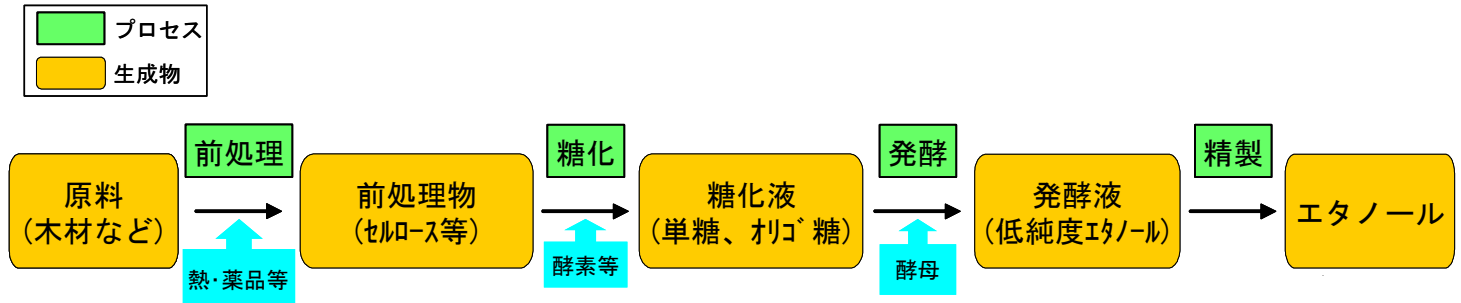 プロセス
生成物
前処理
糖化
発酵
精製
原料
(木材など)
前処理物
(ｾﾙﾛｰｽ等)
糖化液
(単糖、ｵﾘｺﾞ糖)
発酵液
(低純度ｴﾀﾉｰﾙ)
エタノール
熱･薬品等
酵素等
酵母